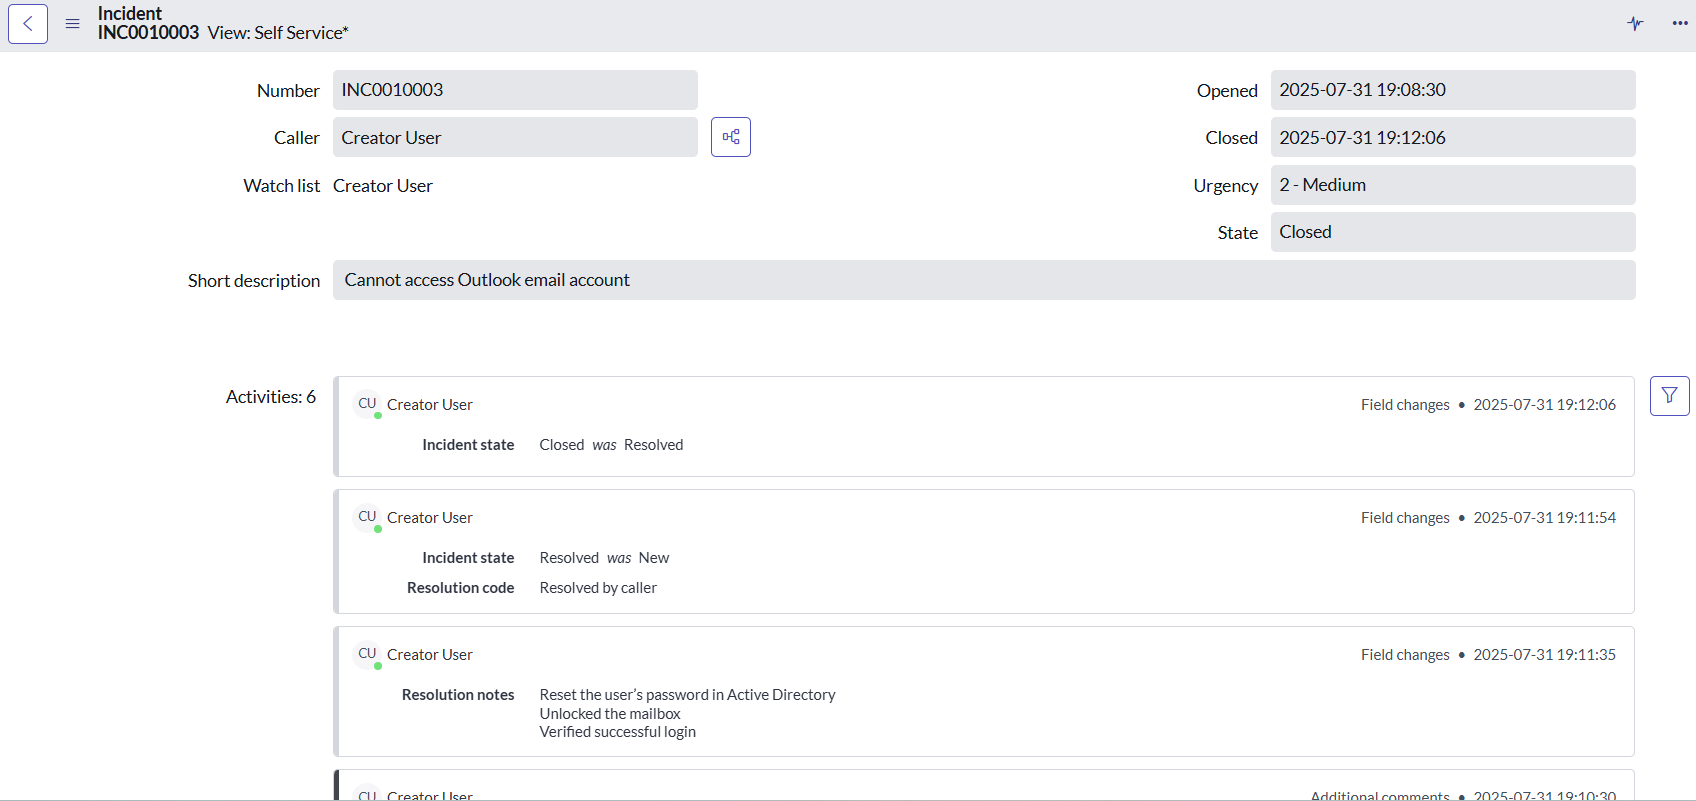 Incident
INC0010003 View: Self Service*
Number INC0010003
Opened 2025-07-31 19:08:30
Caller Creator User
Closed 2025-07-31 19:12:06
Watch list Creator User
Urgency 2 - Medium
State Closed
Short description Cannot access Outlook email account
Activities: 6
CU Creator User Field changes • 2025-07-31 19:12:06
Incident state Closed was Resolved
CU Creator User Field changes • 2025-07-31 19:11:54
Incident state Resolved was New
Resolution code Resolved by caller
CU Creator User Field changes • 2025-07-31 19:11:35
Resolution notes Reset the user’s password in Active Directory
Unlocked the mailbox
Verified successful login
CU Creator User Additional comments • 2025-07-31 19:10:30